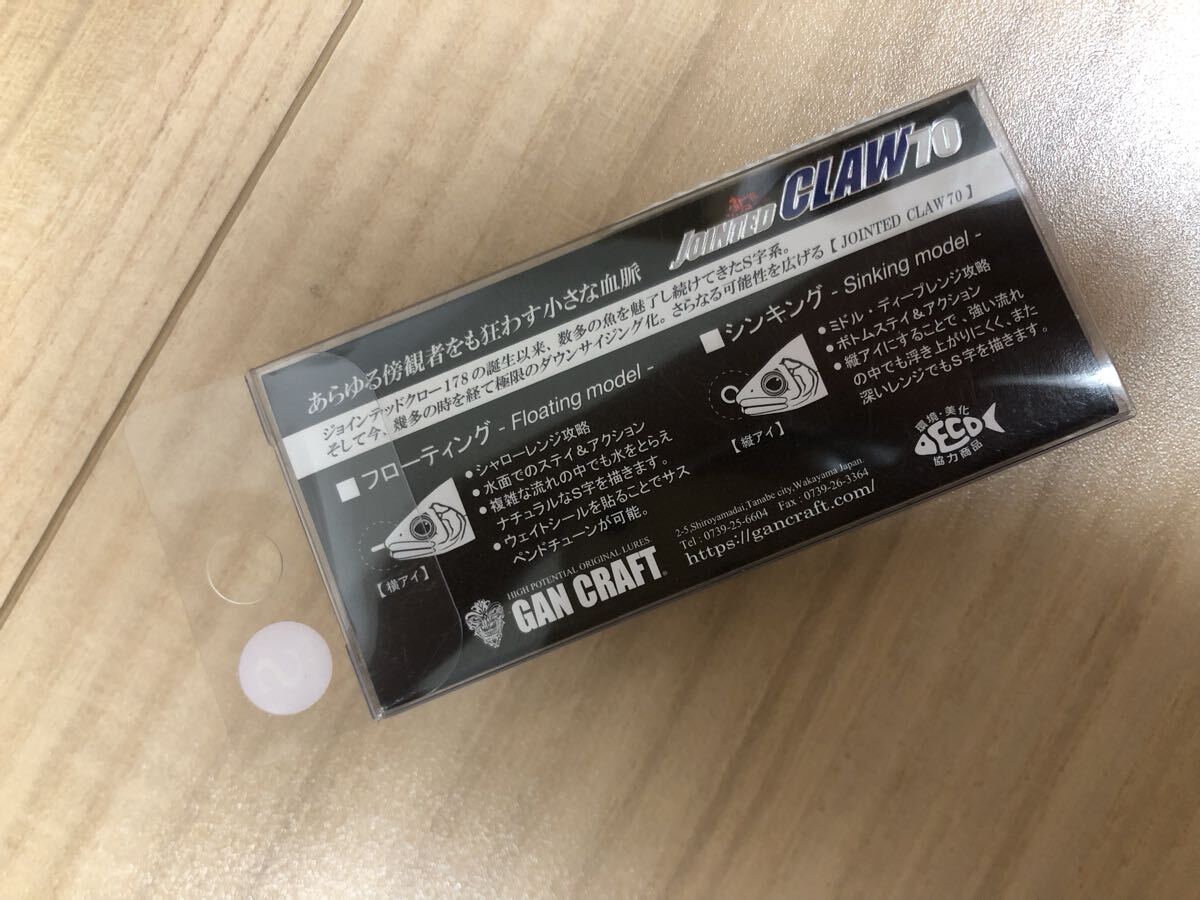 JOINTED CLAW 70
あらゆる傍観者をも狂わす小さな血脈
ジョインテッドクロー178の誕生以来、数多の魚を魅了し続けてきたS字系。
そして今、幾多の時を経て極限のダウンサイジング化。さらなる可能性を広げる【JOINTED CLAW 70】
■フローティング - Floating model -
【横アイ】
● シャローレンジ攻略
● 水面でのステイ&アクション
● 複雑な流れの中でも水をとらえ
ナチュラルなS字を描きます。
● ウェイトシールを貼ることでサス
ペンドチューンが可能。
■シンキング - Sinking model -
【縦アイ】
● ミドル・ディープレンジ攻略
● ボトムステイ&アクション
● 縦アイにすることで、強い流れ
の中でも浮き上がりにくく、また
深いレンジでもS字を描きます。
HIGH POTENTIAL ORIGINAL LURES
GAN CRAFT®
2-5,Shiroyamadai,Tanabe city,Wakayama Japan.
Tel : 0739-25-6604 Fax : 0739-26-3364
https://gancraft.com/
環境・美化
DECO
協力商品